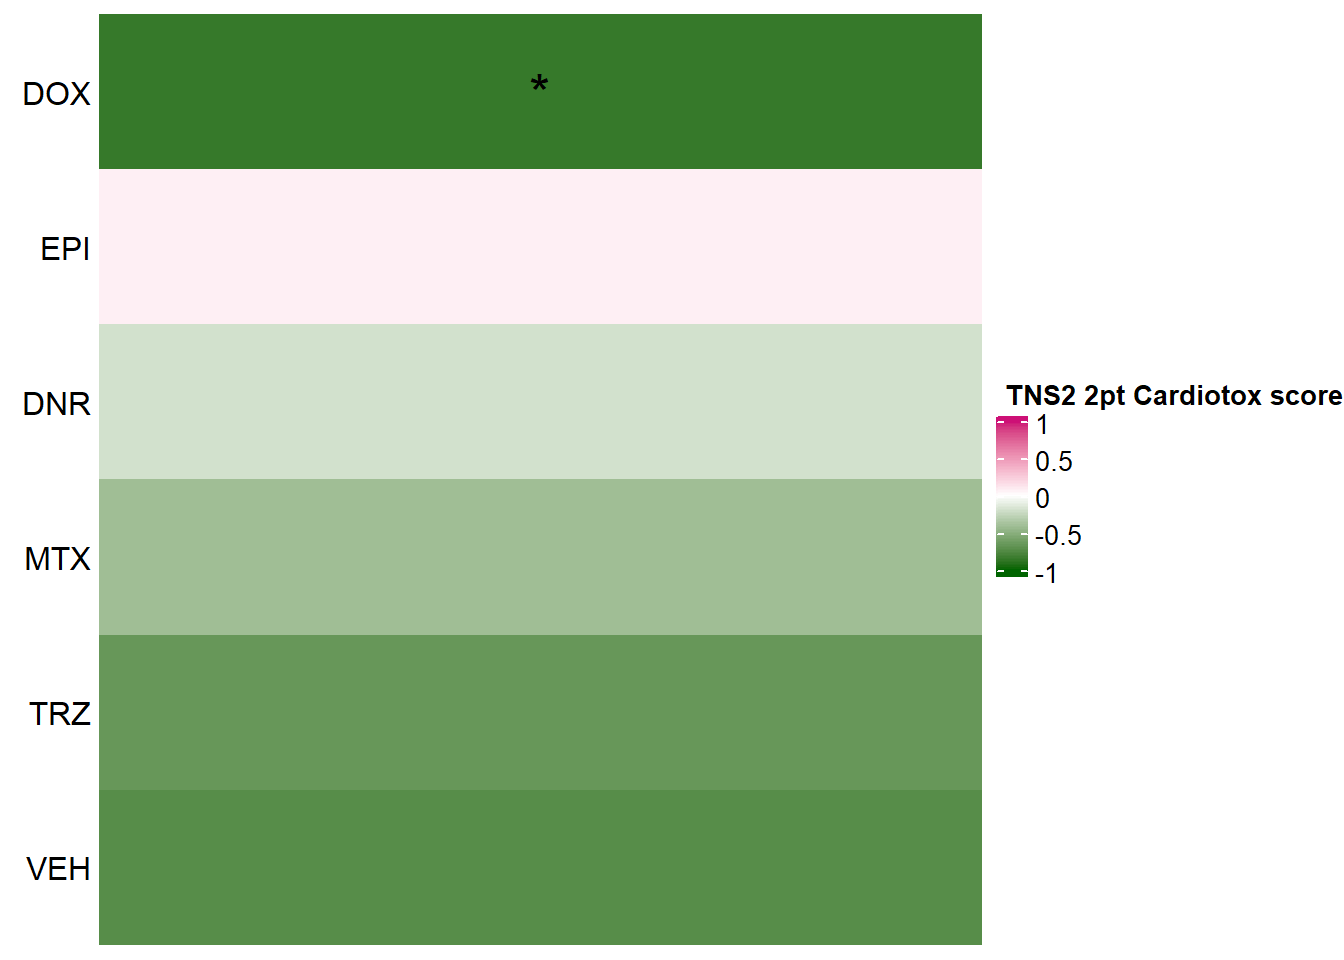 DOX
*
EPI
DNR
MTX
TRZ
VEH
TNS2 2pt Cardiotox score
1
0.5
0
-0.5
-1